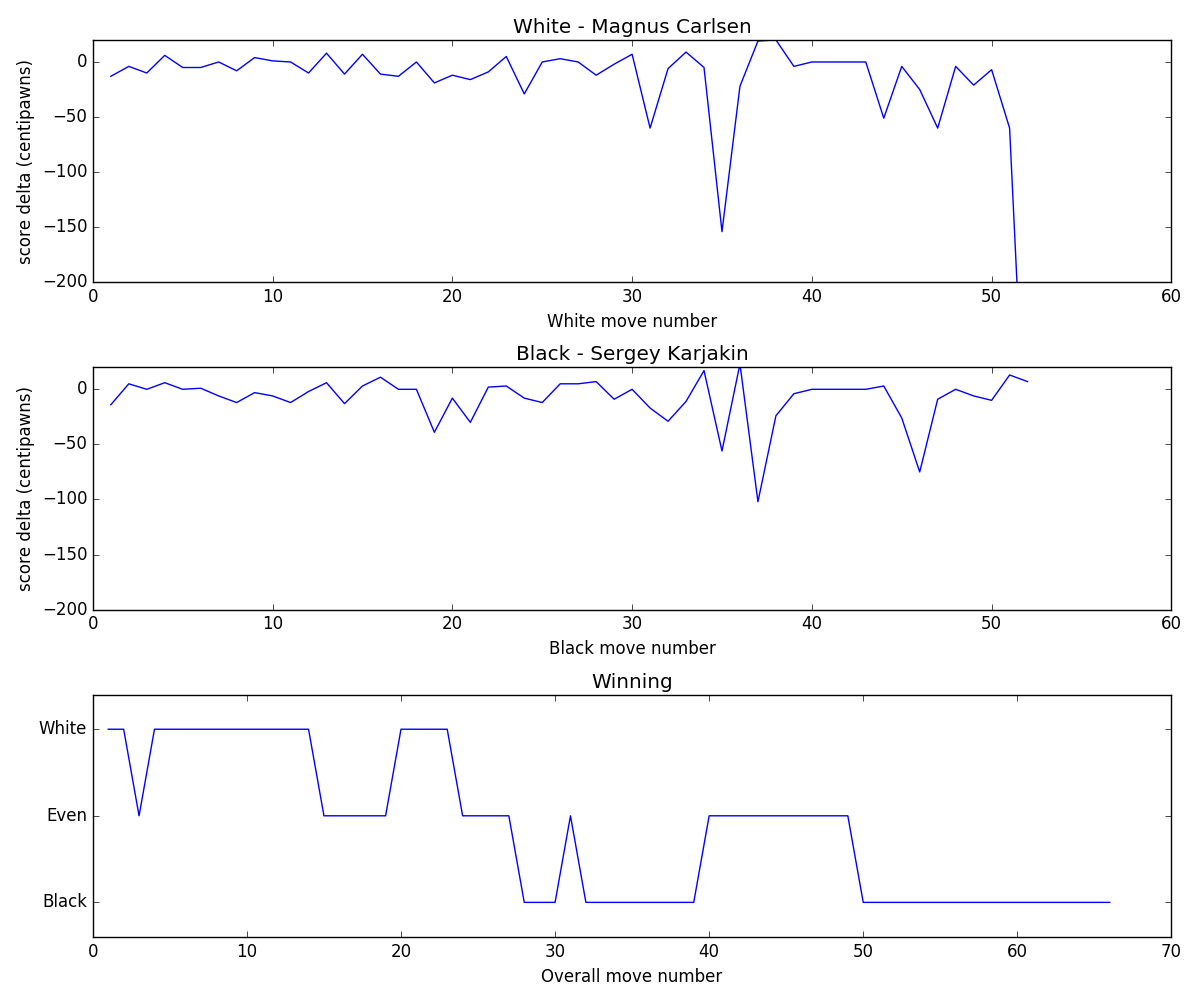 White - Magnus Carlsen
score delta (centipawns)
0
−50
−100
−150
−200
0 10 20 30 40 50 60
White move number
Black - Sergey Karjakin
score delta (centipawns)
0
−50
−100
−150
−200
0 10 20 30 40 50 60
Black move number
Winning
White
Even
Black
0 10 20 30 40 50 60 70
Overall move number